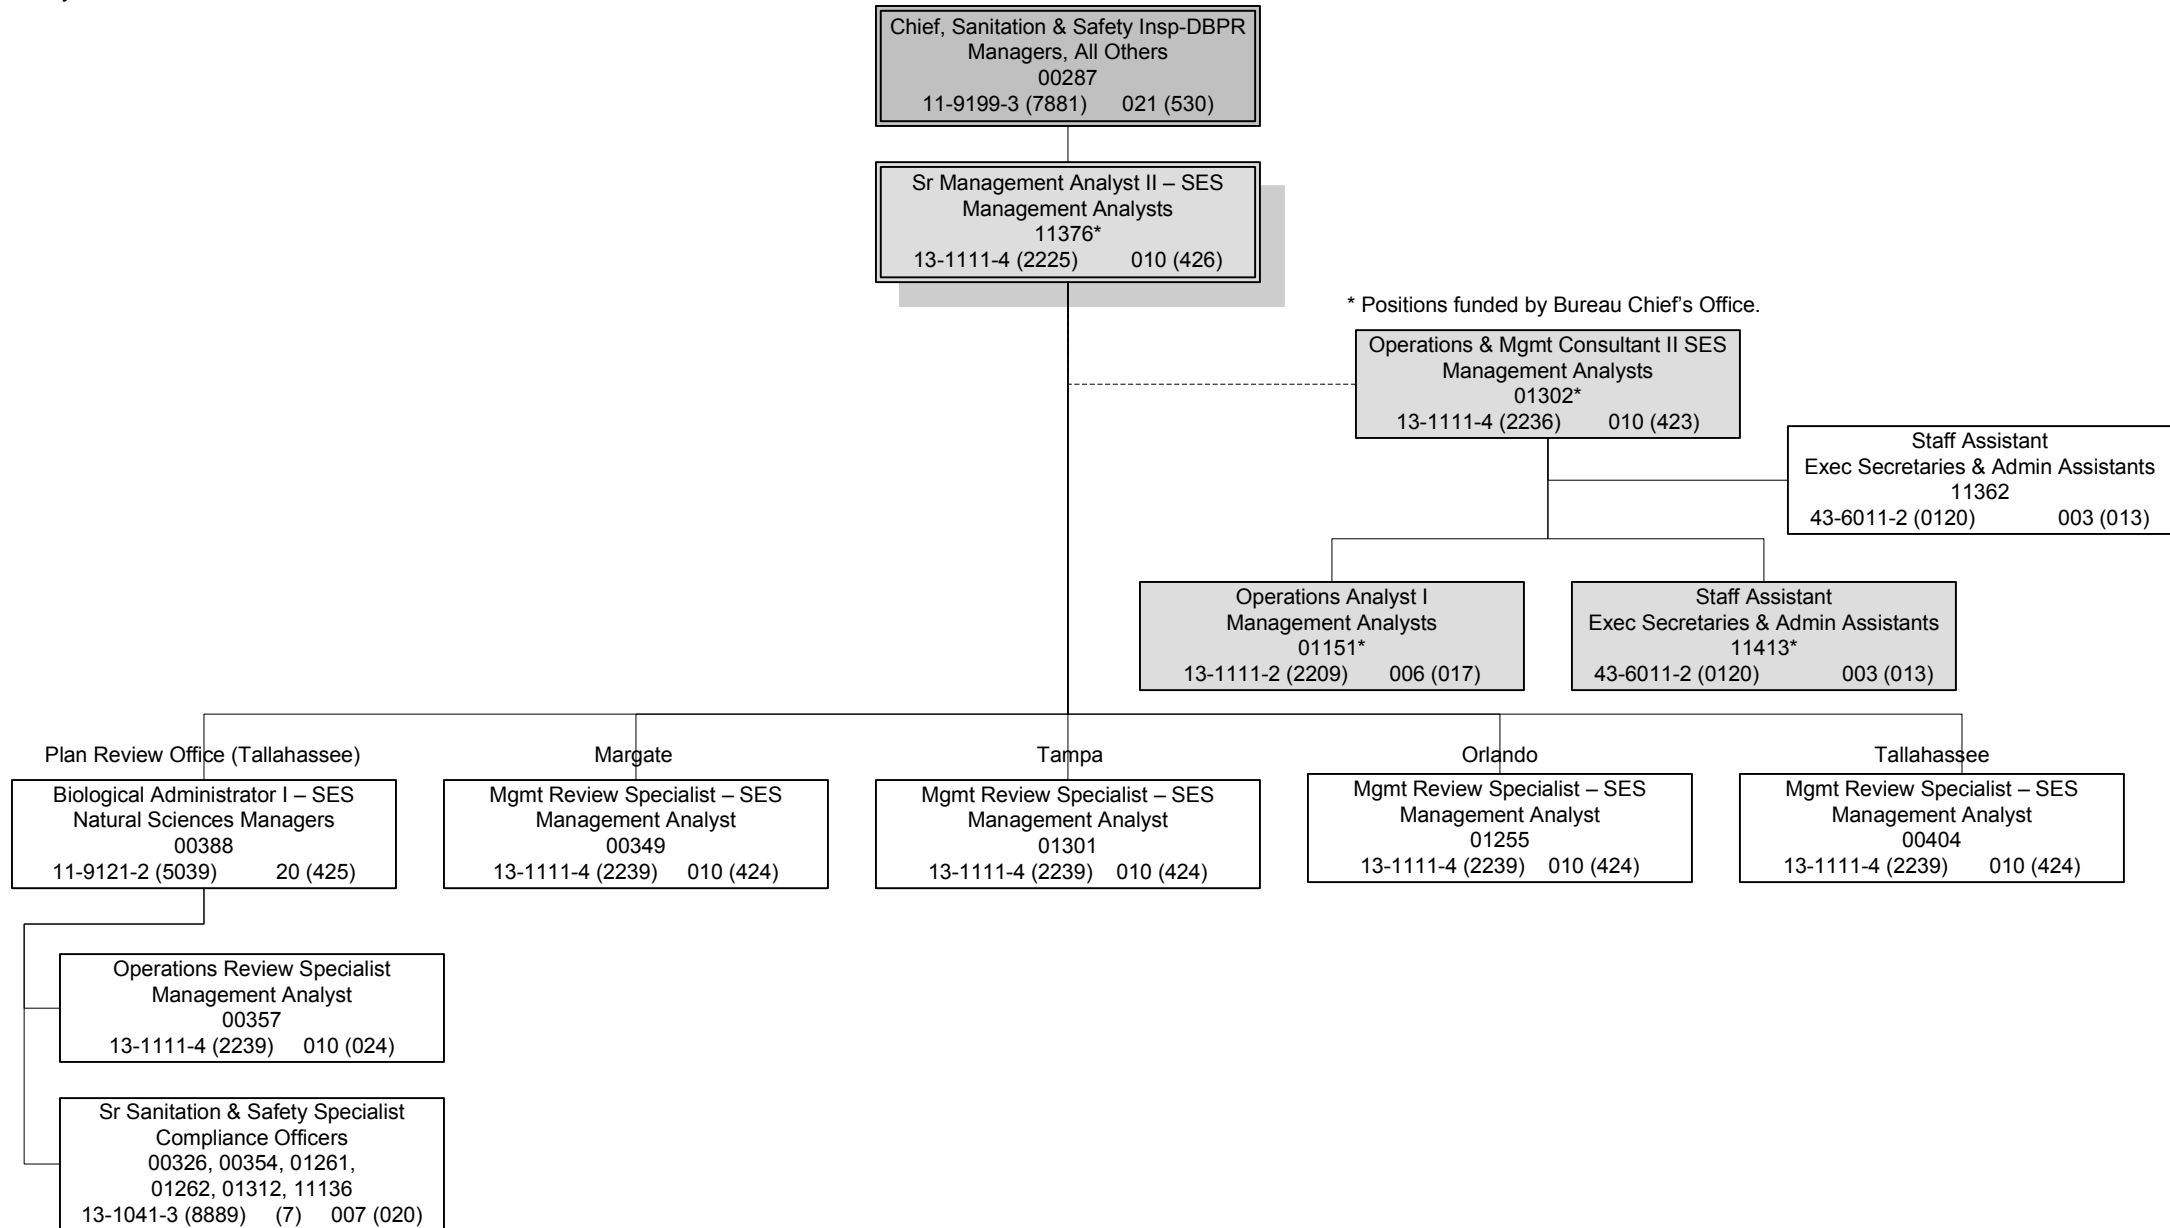 Chief, Sanitation & Safety Insp-DBPR
Managers, All Others
00287
11-9199-3 (7881) 021 (530)
Sr Management Analyst II – SES
Management Analysts
11376*
13-1111-4 (2225) 010 (426)
* Positions funded by Bureau Chief's Office.
Operations & Mgmt Consultant II SES
Management Analysts
01302*
13-1111-4 (2236) 010 (423)
Staff Assistant
Exec Secretaries & Admin Assistants
11362
43-6011-2 (0120) 003 (013)
Operations Analyst I
Management Analysts
01151*
13-1111-2 (2209) 006 (017)
Staff Assistant
Exec Secretaries & Admin Assistants
11413*
43-6011-2 (0120) 003 (013)
Plan Review Office (Tallahassee)
Biological Administrator I – SES
Natural Sciences Managers
00388
11-9121-2 (5039) 20 (425)
Margate
Mgmt Review Specialist – SES
Management Analyst
00349
13-1111-4 (2239) 010 (424)
Tampa
Mgmt Review Specialist – SES
Management Analyst
01301
13-1111-4 (2239) 010 (424)
Orlando
Mgmt Review Specialist – SES
Management Analyst
01255
13-1111-4 (2239) 010 (424)
Tallahassee
Mgmt Review Specialist – SES
Management Analyst
00404
13-1111-4 (2239) 010 (424)
Operations Review Specialist
Management Analyst
00357
13-1111-4 (2239) 010 (024)
Sr Sanitation & Safety Specialist
Compliance Officers
00326, 00354, 01261,
01262, 01312, 11136
13-1041-3 (8889) (7) 007 (020)